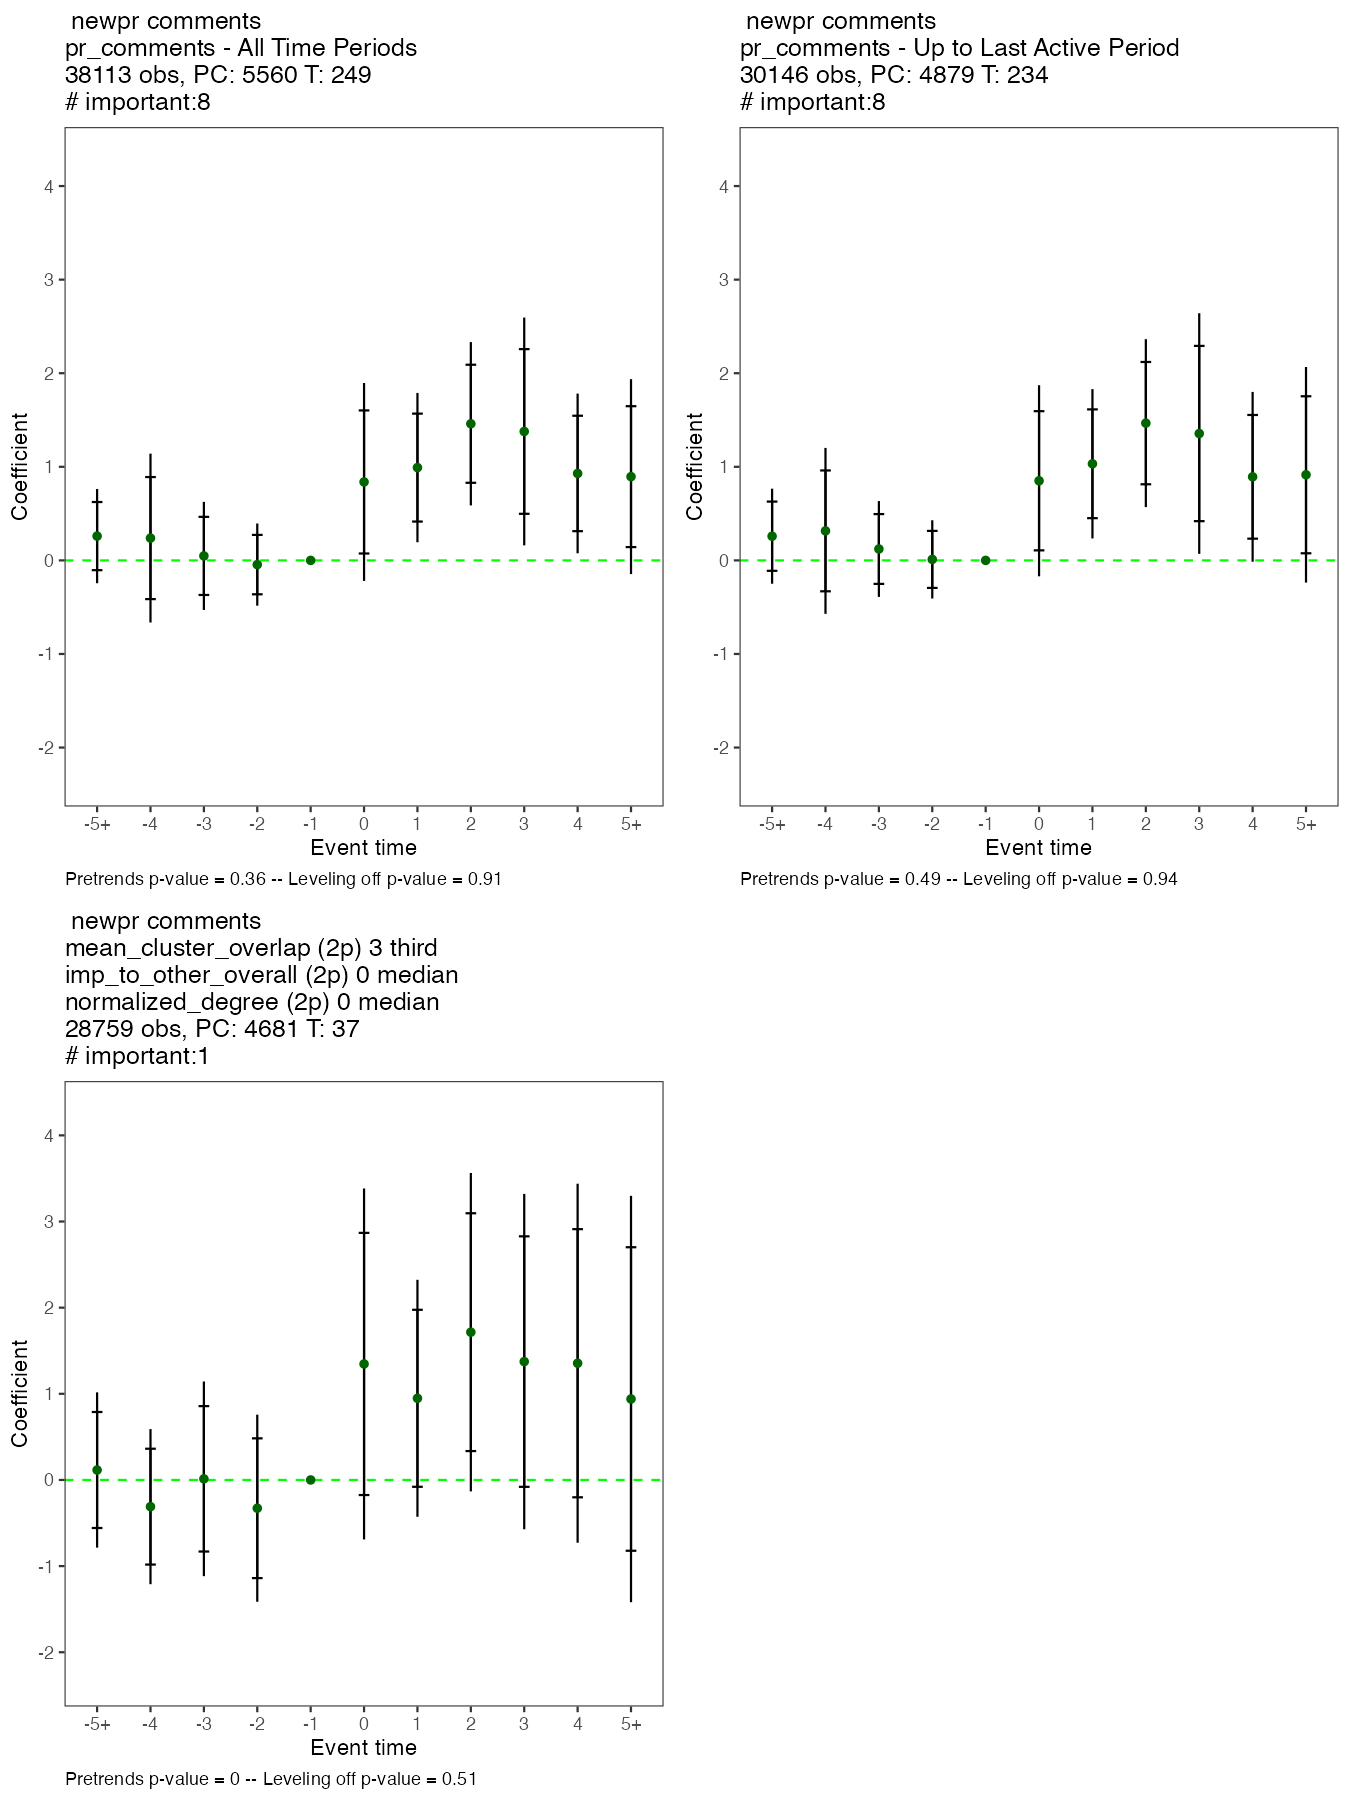 newpr comments
pr_comments - All Time Periods
38113 obs, PC: 5560 T: 249
# important:8
4
3
2
1
0
-1
-2
Coefficient
-5+ -4 -3 -2 -1 0 1 2 3 4 5+
Event time
Pretrends p-value = 0.36 -- Leveling off p-value = 0.91
newpr comments
pr_comments - Up to Last Active Period
30146 obs, PC: 4879 T: 234
# important:8
4
3
2
1
0
-1
-2
Coefficient
-5+ -4 -3 -2 -1 0 1 2 3 4 5+
Event time
Pretrends p-value = 0.49 -- Leveling off p-value = 0.94
newpr comments
mean_cluster_overlap (2p) 3 third
imp_to_other_overall (2p) 0 median
normalized_degree (2p) 0 median
28759 obs, PC: 4681 T: 37
# important:1
4
3
2
1
0
-1
-2
Coefficient
-5+ -4 -3 -2 -1 0 1 2 3 4 5+
Event time
Pretrends p-value = 0 -- Leveling off p-value = 0.51